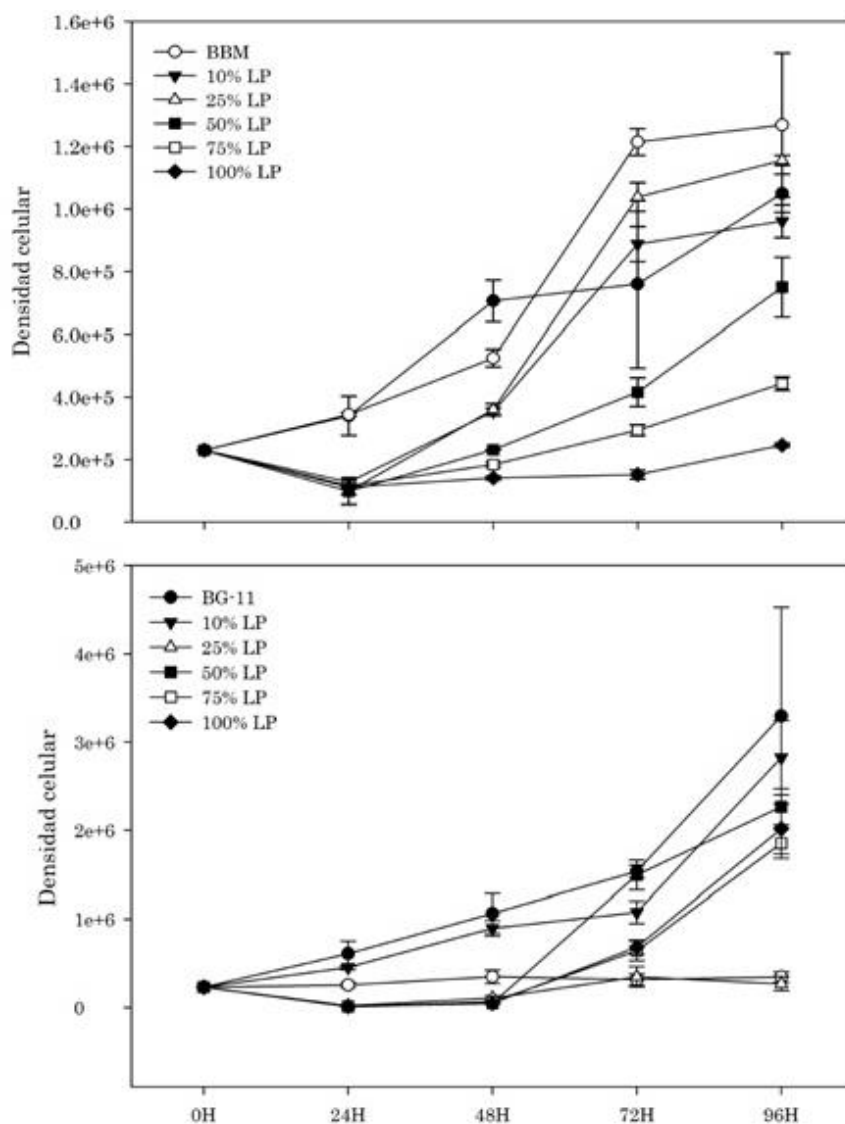 1.6e+6
1.4e+6
1.2e+6
1.0e+6
8.0e+5
6.0e+5
4.0e+5
2.0e+5
0.0
Densidad celular
BBM
10% LP
25% LP
50% LP
75% LP
100% LP
5e+6
4e+6
3e+6
2e+6
1e+6
0
Densidad celular
BG-11
10% LP
25% LP
50% LP
75% LP
100% LP
0H 24H 48H 72H 96H